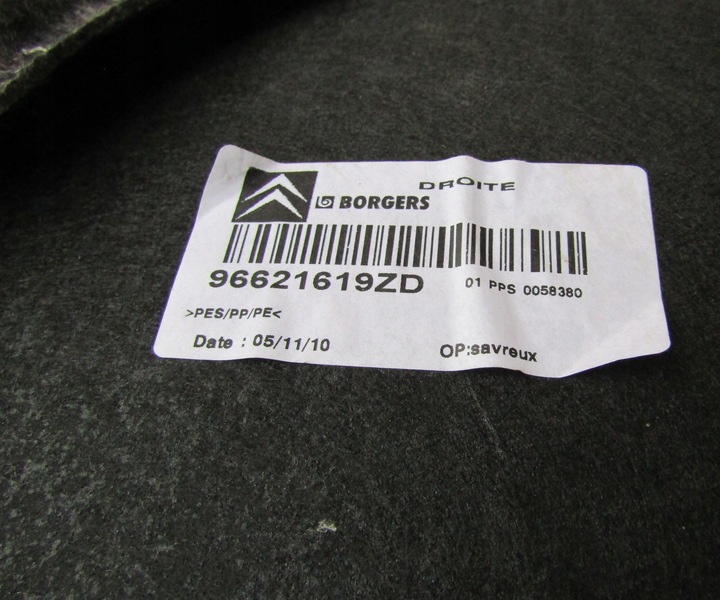 DROITE
BORGERS
96621619ZD
01 PPS 0058380
>PES/PP/PE<
Date : 05/11/10
OP:savreux